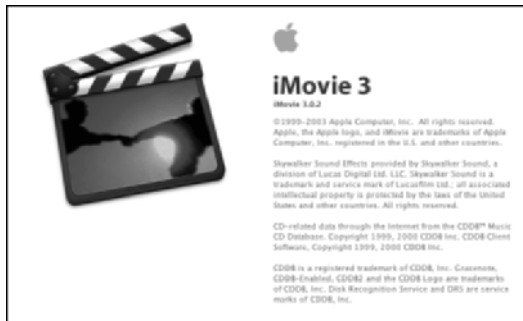 iMovie 3
iMovie 3.0.2
©1999-2003 Apple Computer, Inc. All rights reserved.
Apple, the Apple logo, and iMovie are trademarks of Apple
Computer, Inc. registered in the U.S. and other countries.
Skywalker Sound Effects provided by Skywalker Sound, a
division of Lucas Digital Ltd. LLC. Skywalker Sound is a
trademark and service mark of Lucasfilm Ltd.; all associated
intellectual property is protected by the laws of the United
States and other countries. All rights reserved.
CD-related data through the Internet from the CDDB™ Music
CD Database. Copyright 1999, 2000 CDDB Inc. CDDB Client
Software, Copyright 1999, 2000 CDDB Inc.
CDDB is a registered trademark of CDDB, Inc. Gracenote,
CDDB-Enabled, CDDB2 and the CDDB Logo are trademarks
of CDDB, Inc. Disk Recognition Service and DRS are service
marks of CDDB, Inc.